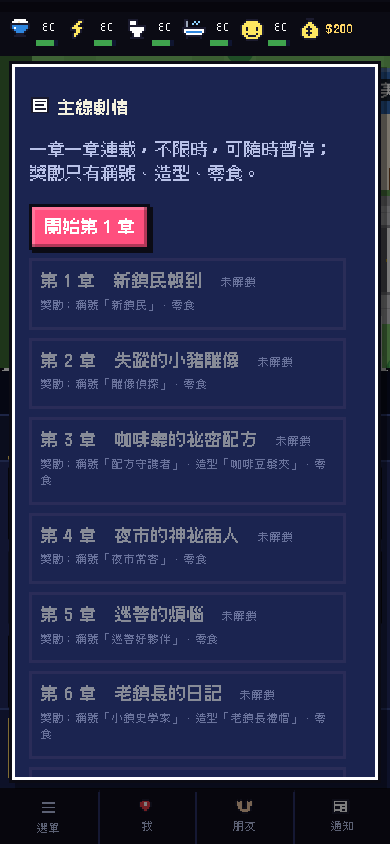 80 80 80 80 80 $200
主線劇情
一章一章連載，不限時，可隨時暫停；
獎勵只有稱號、造型、零食。
開始第 1 章
第 1 章 新鎮民報到 未解鎖
獎勵：稱號「新鎮民」·零食
第 2 章 失蹤的小豬雕像 未解鎖
獎勵：稱號「雕像偵探」·零食
第 3 章 咖啡廳的祕密配方 未解鎖
獎勵：稱號「配方守護者」·造型「咖啡豆髮夾」·零
食
第 4 章 夜市的神祕商人 未解鎖
獎勵：稱號「夜市常客」·零食
第 5 章 巡警的煩惱 未解鎖
獎勵：稱號「巡警好夥伴」·零食
第 6 章 老鎮長的日記 未解鎖
獎勵：稱號「小鎮史學家」·造型「老鎮長禮帽」·零
食
選單 我 朋友 通知